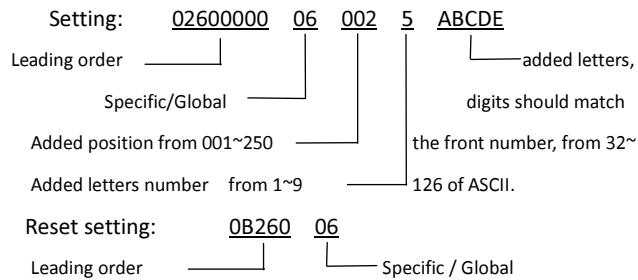 Setting: 02600000 06 002 5 ABCDE
Leading order added letters,
Specific/Global digits should match
Added position from 001~250 the front number, from 32~
Added letters number from 1~9 126 of ASCII.
Reset setting: 0B260 06
Leading order Specific / Global